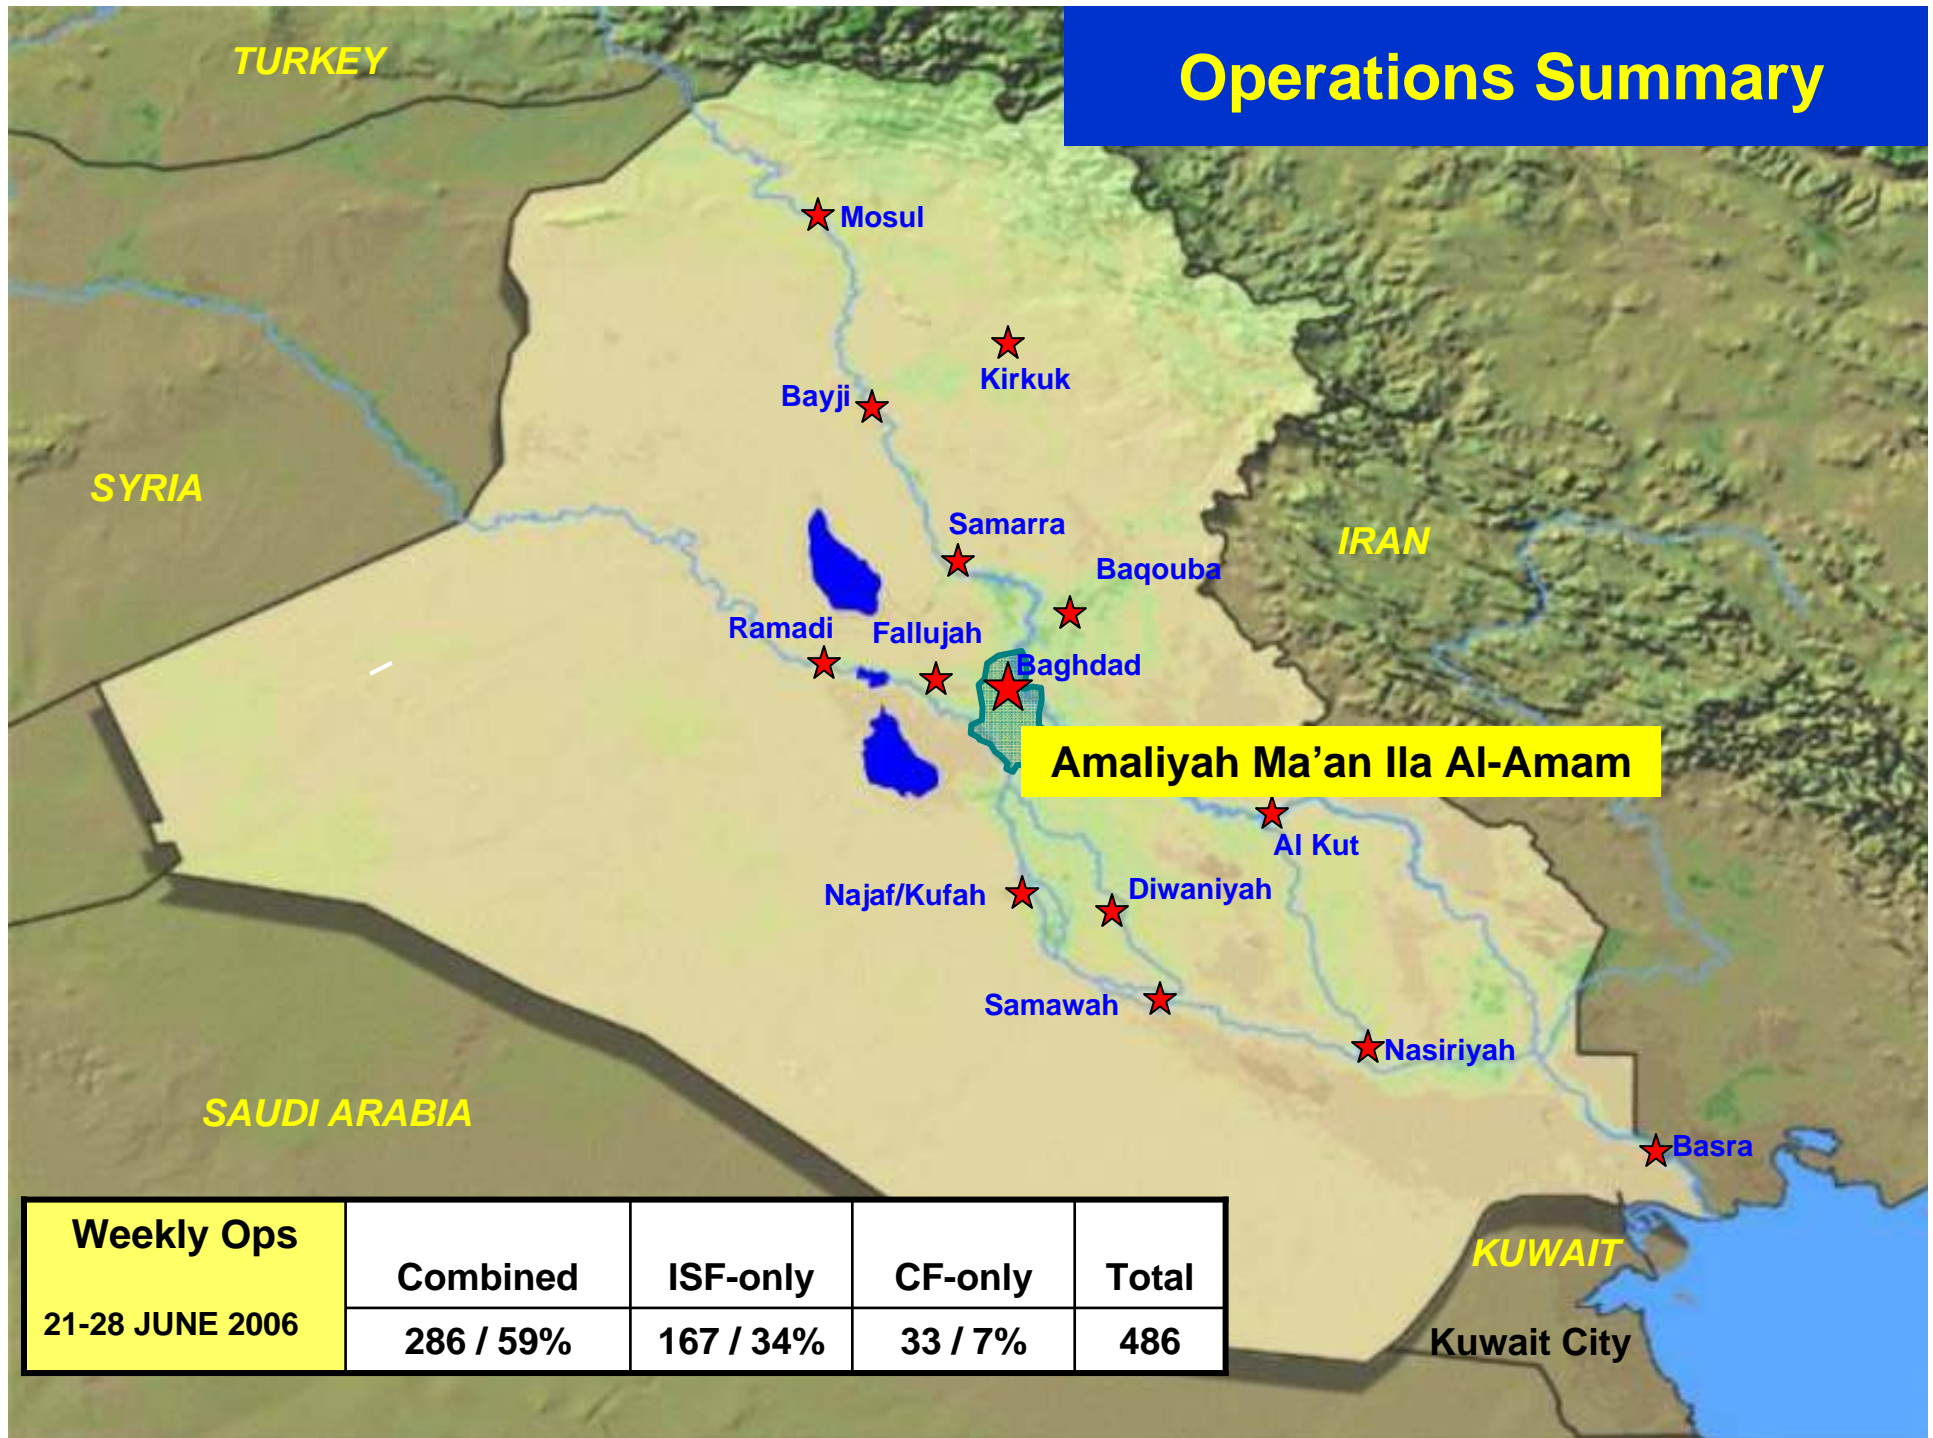 Operations Summary
TURKEY
Mosul
Kirkuk
Bayji
SYRIA
Samarra
IRAN
Baqouba
Ramadi
Fallujah
Baghdad
Amaliyah Ma’an Ila Al-Amam
Al Kut
Najaf/Kufah
Diwaniyah
Samawah
Nasiriyah
SAUDI ARABIA
Basra
KUWAIT
Kuwait City
Weekly Ops
21-28 JUNE 2006
Combined ISF-only CF-only Total
286 / 59% 167 / 34% 33 / 7% 486